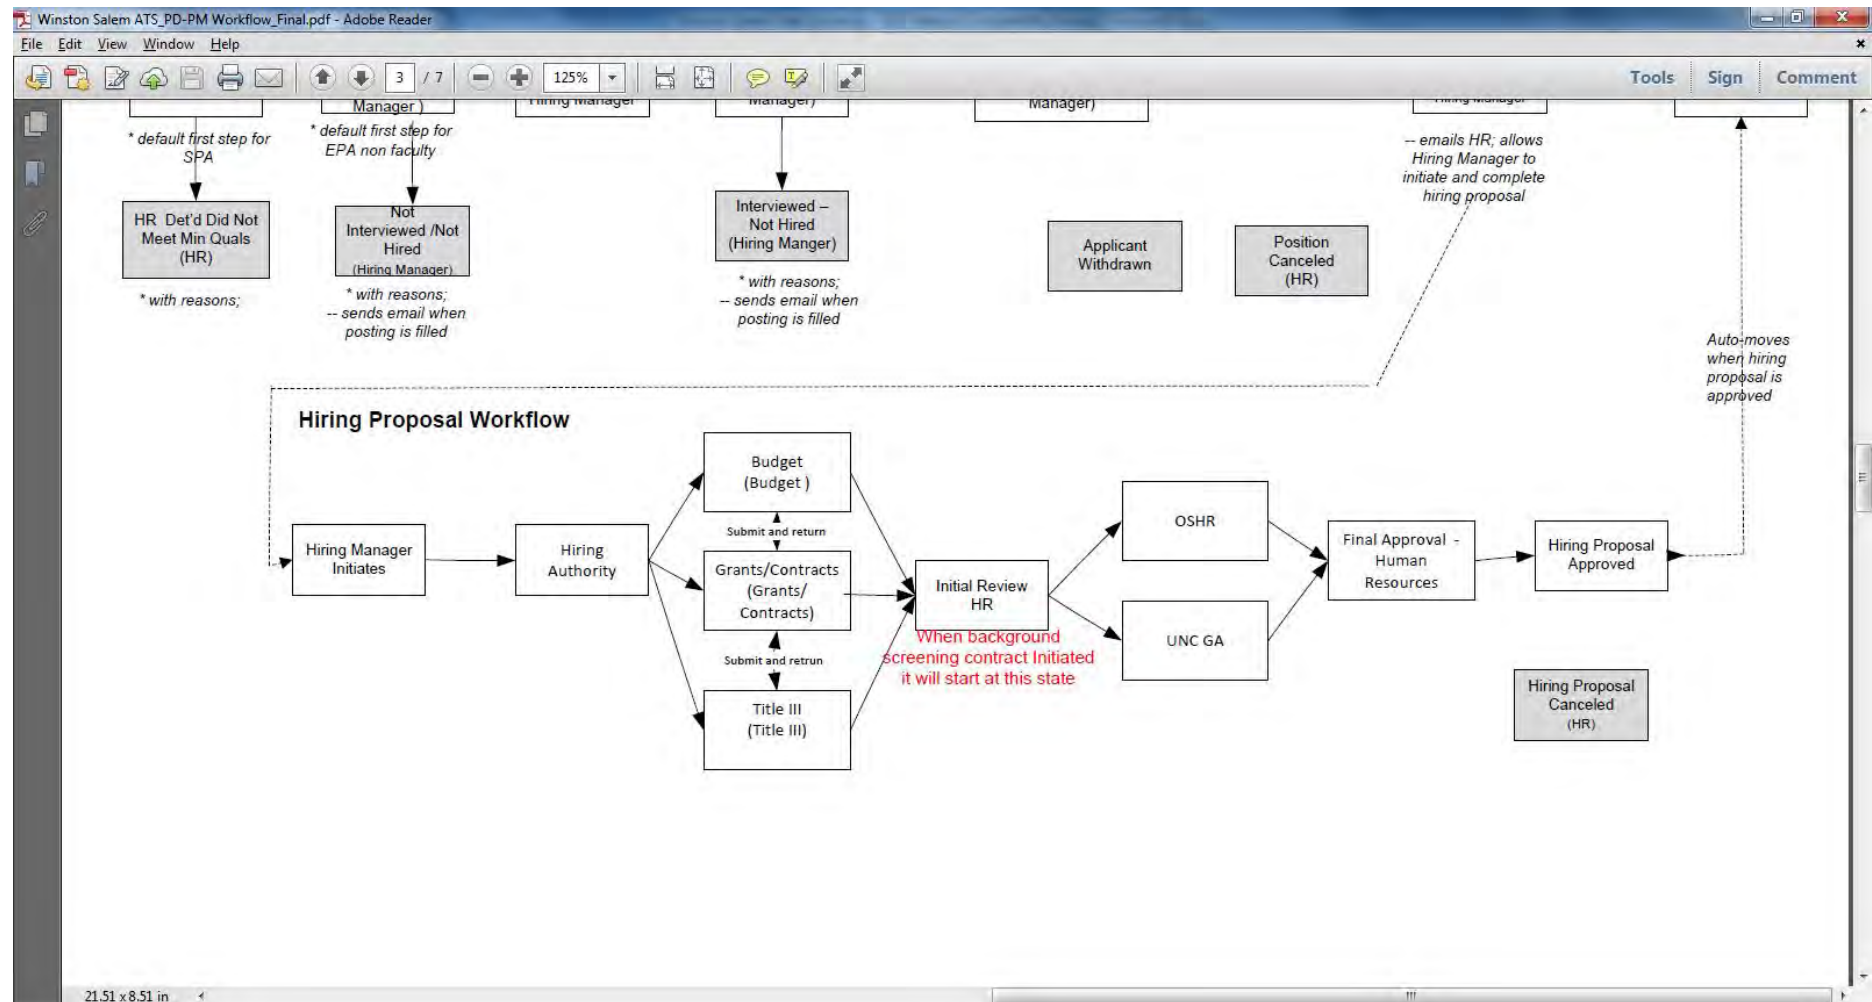 Winston Salem ATS_PD-PM Workflow_Final.pdf - Adobe Reader
File Edit View Window Help
3 / 7 125% Tools Sign Comment
Manager )
Hiring Manager
Manager)
Manager)
Hiring Manager
* default first step for
SPA
* default first step for
EPA non faculty
-- emails HR; allows
Hiring Manager to
initiate and complete
hiring proposal
HR Det'd Did Not
Meet Min Quals
(HR)
* with reasons;
Not
Interviewed /Not
Hired
(Hiring Manager)
* with reasons;
-- sends email when
posting is filled
Interviewed –
Not Hired
(Hiring Manger)
* with reasons;
-- sends email when
posting is filled
Applicant
Withdrawn
Position
Canceled
(HR)
Auto-moves
when hiring
proposal is
approved
Hiring Proposal Workflow
Hiring Manager
Initiates
Hiring
Authority
Budget
(Budget )
Submit and return
Grants/Contracts
(Grants/
Contracts)
Submit and retrun
Title III
(Title III)
Initial Review
HR
When background
screening contract Initiated
it will start at this state
OSHR
UNC GA
Final Approval -
Human
Resources
Hiring Proposal
Approved
Hiring Proposal
Canceled
(HR)
21.51 x 8.51 in